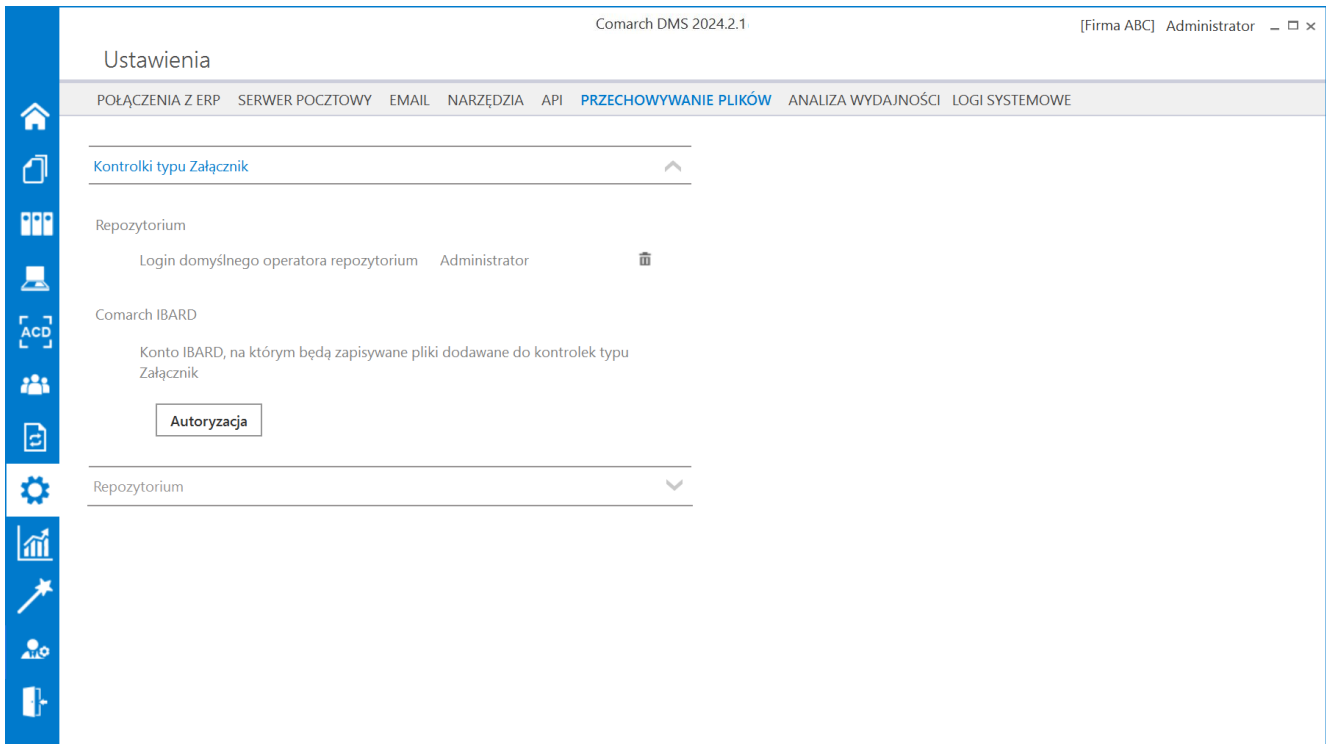 Comarch DMS 2024.2.1
[Firma ABC] Administrator
Ustawienia
POŁĄCZENIA Z ERP SERWER POCZTOWY EMAIL NARZĘDZIA API PRZECHOWYWANIE PLIKÓW ANALIZA WYDAJNOŚCI LOGI SYSTEMOWE
Kontrolki typu Załącznik
Repozytorium
Login domyślnego operatora repozytorium Administrator
ACD
Comarch IBARD
Konto IBARD, na którym będą zapisywane pliki dodawane do kontrolek typu
Załącznik
Autoryzacja
Repozytorium